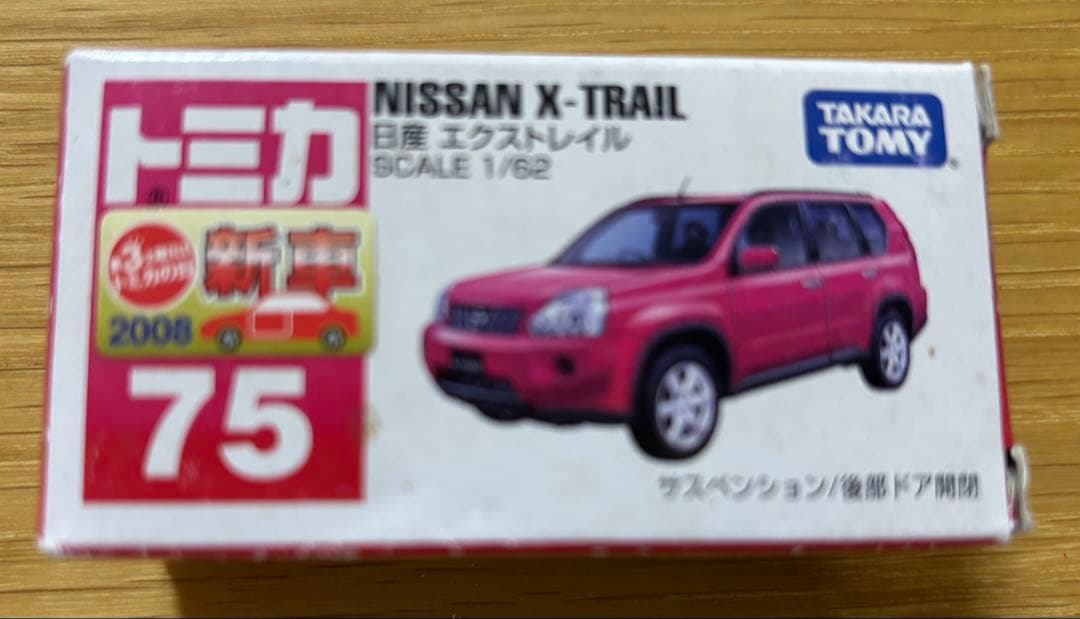 トミカ
NISSAN X-TRAIL
日産 エクストレイル
SCALE 1/62
TAKARA
TOMY
新車
2008
75
サスペンション/後部ドア開閉